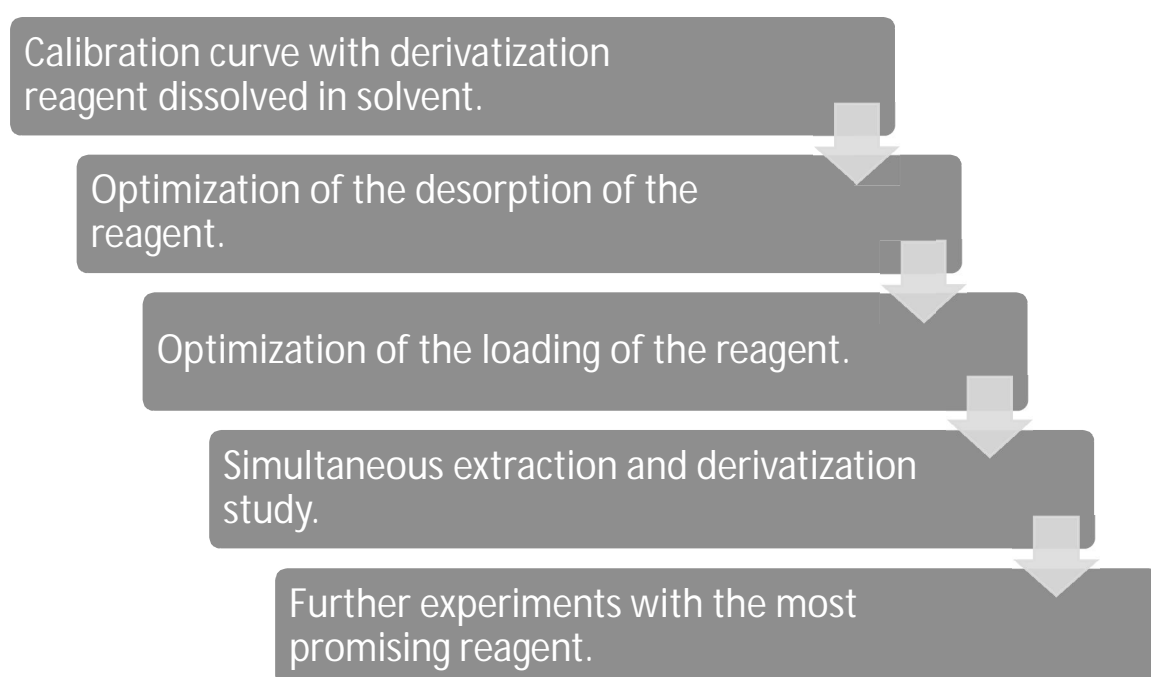 Calibration curve with derivatization
reagent dissolved in solvent.
Optimization of the desorption of the
reagent.
Optimization of the loading of the reagent.
Simultaneous extraction and derivatization
study.
Further experiments with the most
promising reagent.